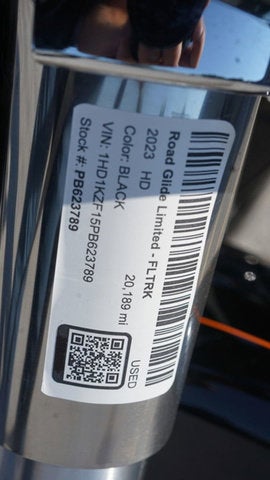 Road Glide Limited - FLTRK
2023 HD
Color: BLACK 20,189 mi
VIN: 1HD1KZF15PB623789
Stock #: PB623789
USED